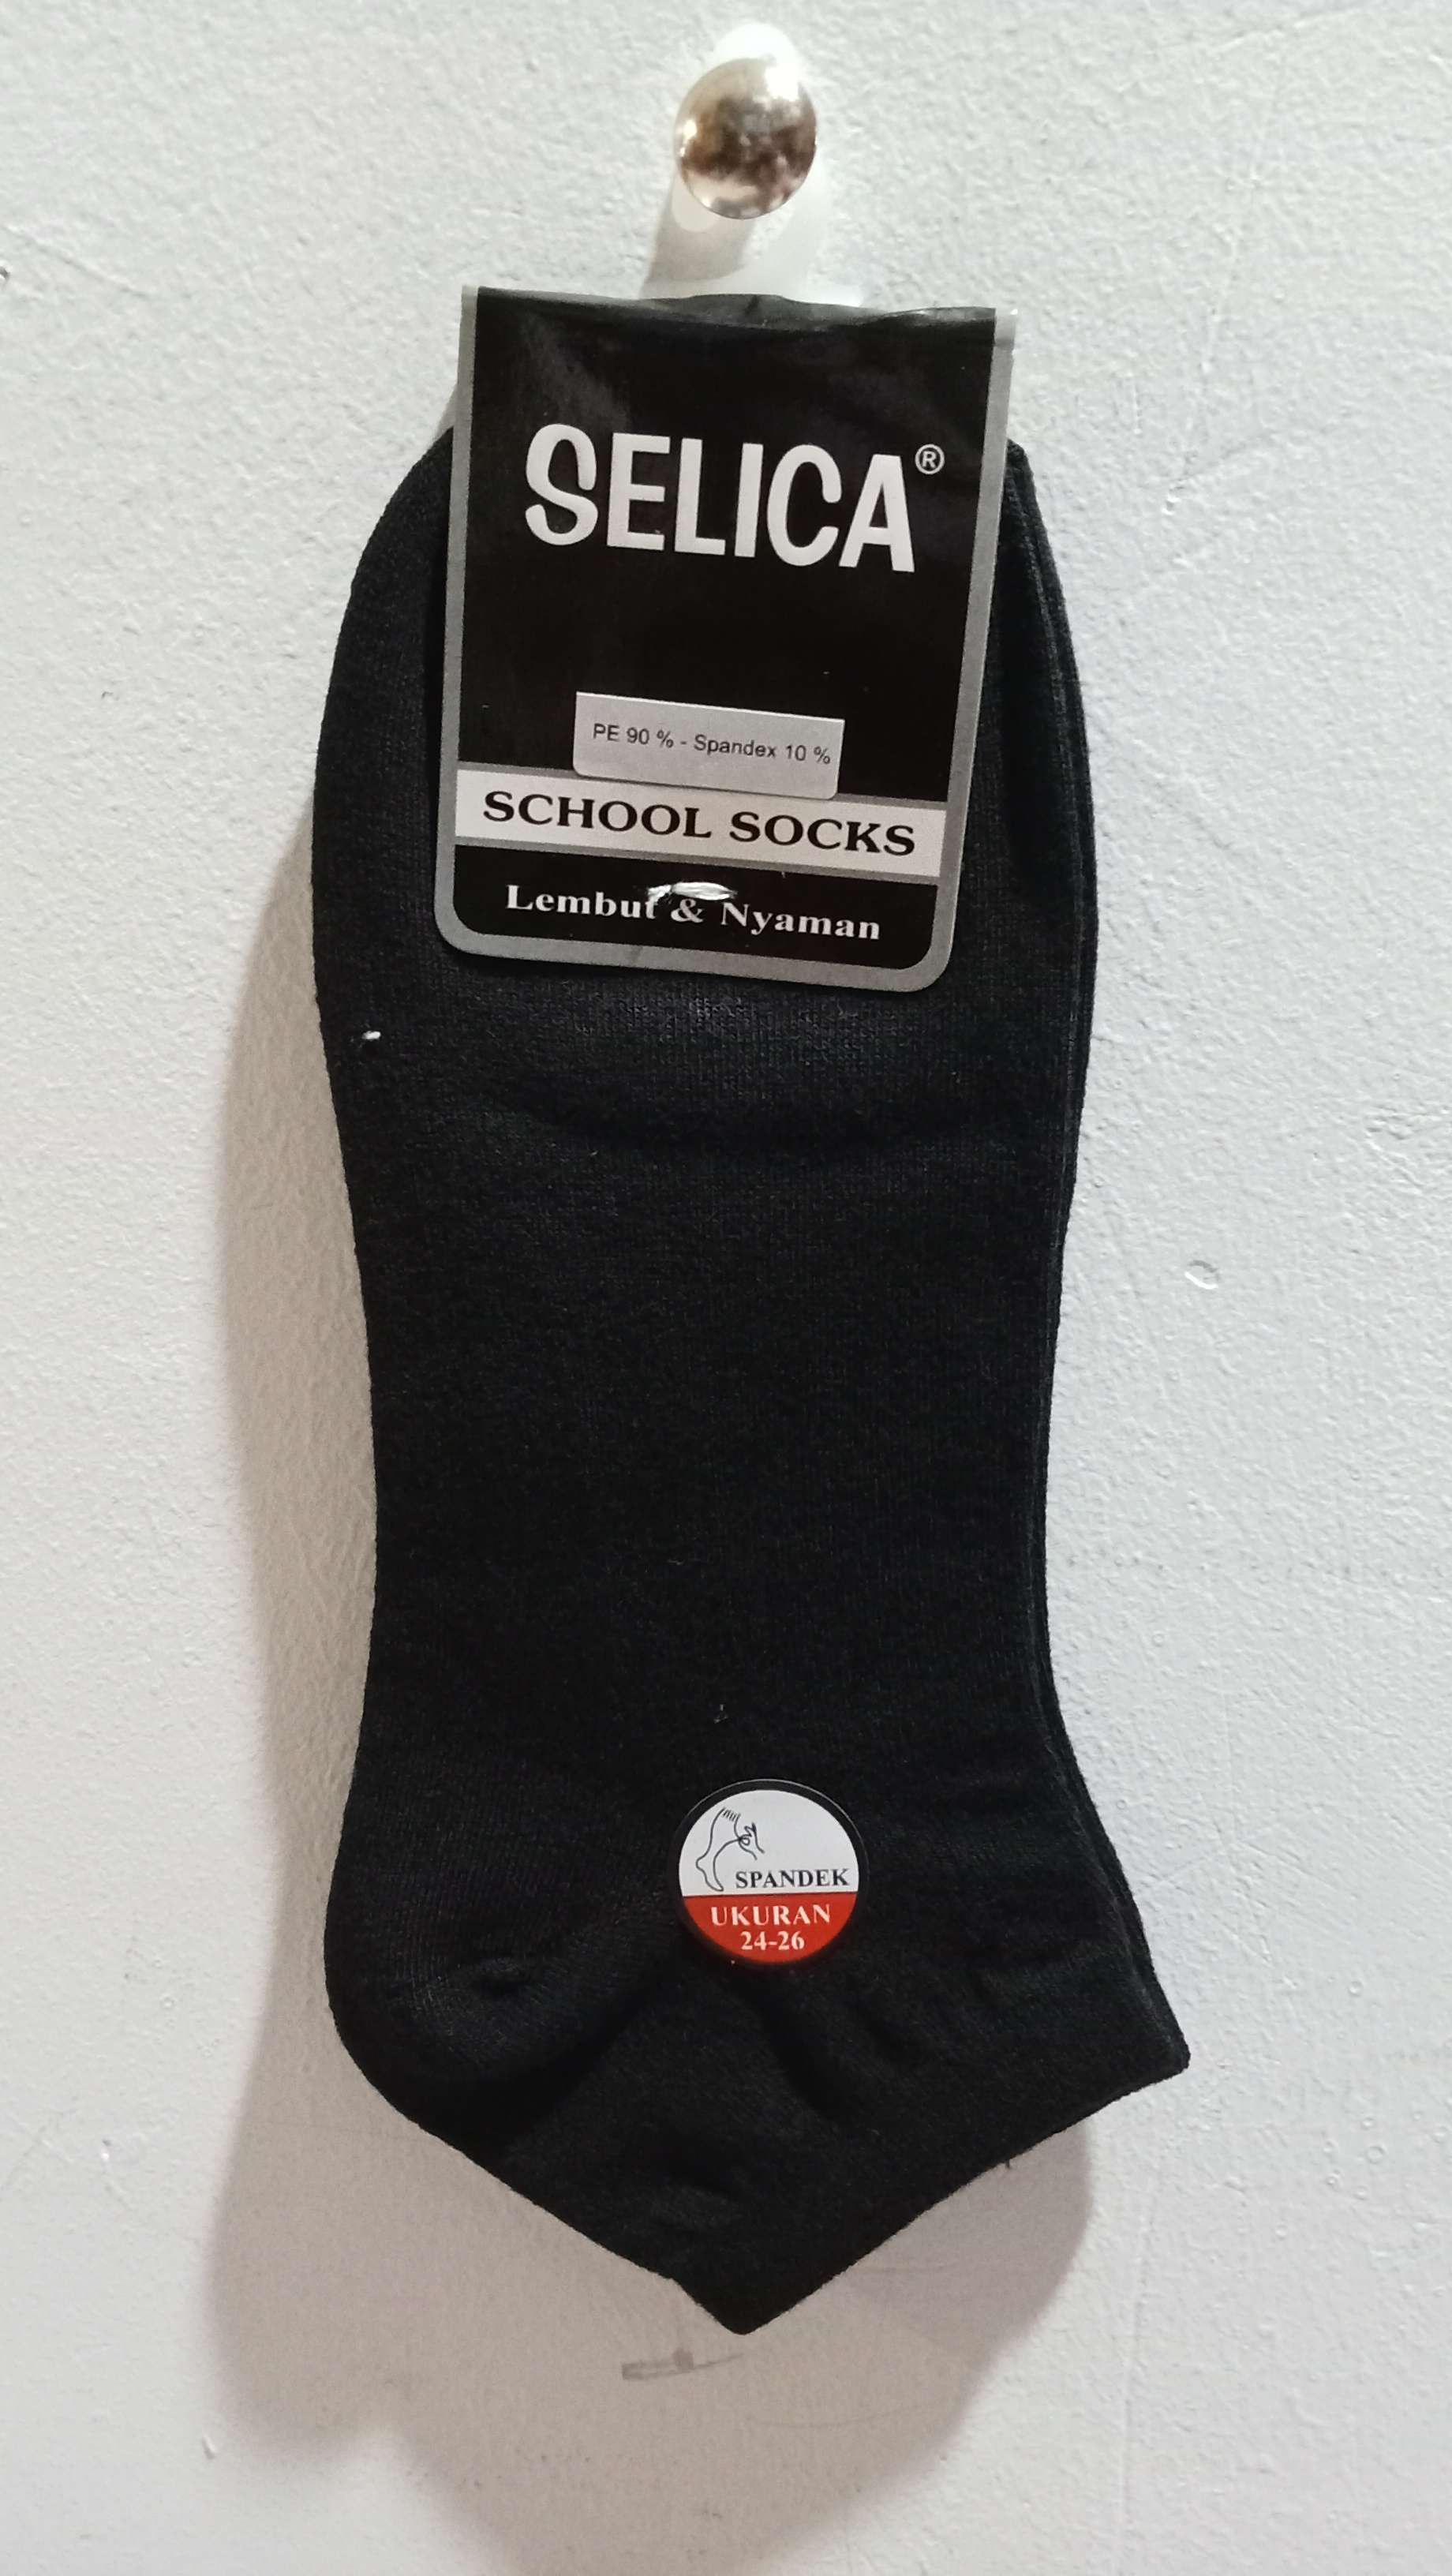 SELICA®
PE 90 % - Spandex 10 %
SCHOOL SOCKS
Lembut & Nyaman
SPANDEK
UKURAN
24-26